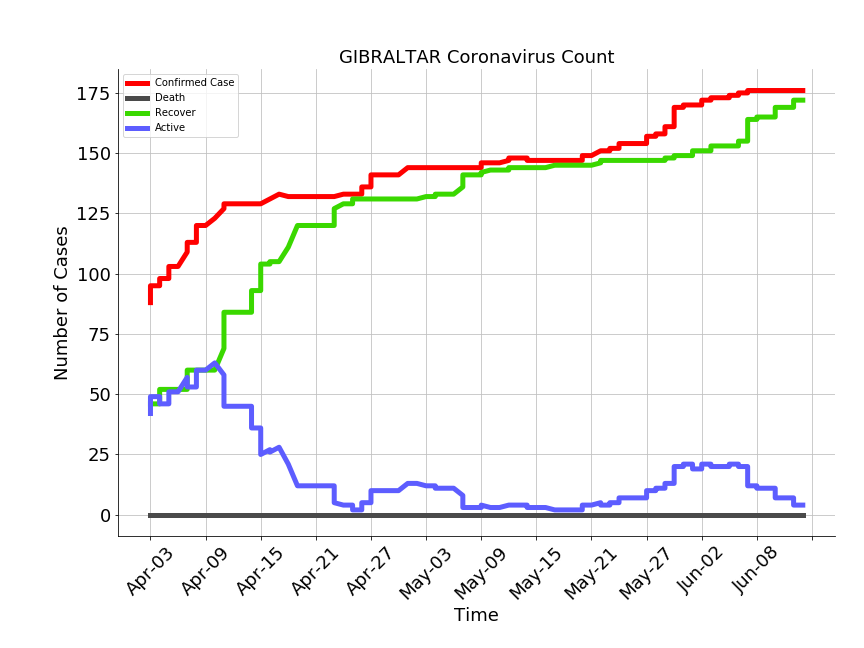 GIBRALTAR Coronavirus Count
Confirmed Case
Death
Recover
Active
175
150
125
100
75
50
25
0
Number of Cases
Apr-03
Apr-09
Apr-15
Apr-21
Apr-27
May-03
May-09
May-15
May-21
May-27
Jun-02
Jun-08
Time